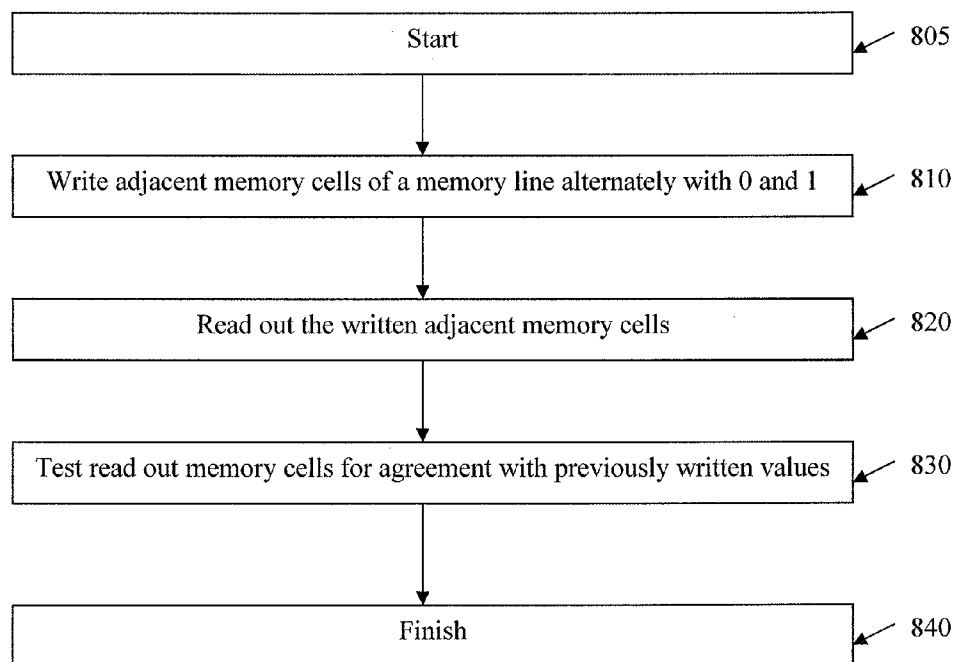 Start 805
Write adjacent memory cells of a memory line alternately with 0 and 1 810
Read out the written adjacent memory cells 820
Test read out memory cells for agreement with previously written values 830
Finish 840